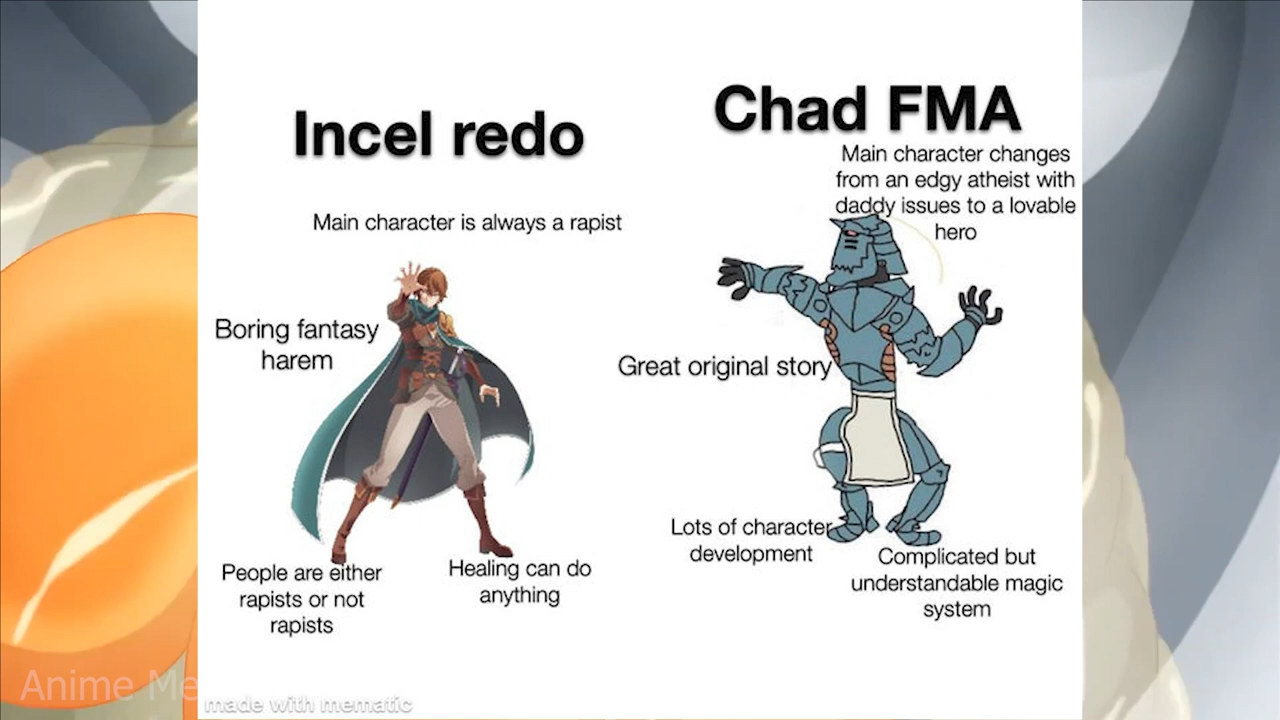 Incel redo
Main character is always a rapist
Boring fantasy
harem
People are either
rapists or not
rapists
Healing can do
anything
Chad FMA
Main character changes
from an edgy atheist with
daddy issues to a lovable
hero
Great original story
Lots of character
development
Complicated but
understandable magic
system
Anime Me
made with mematic